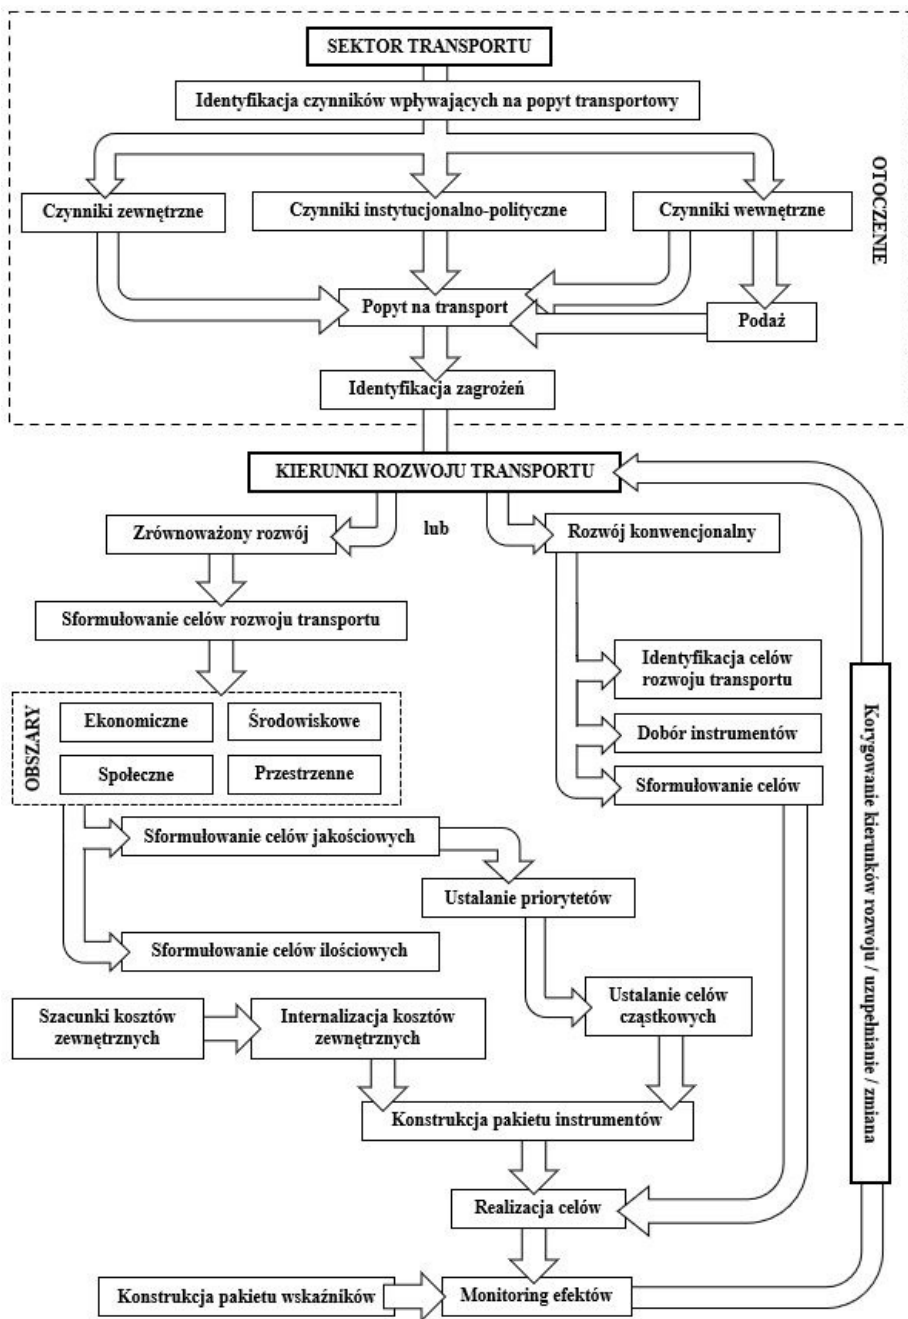 SEKTOR TRANSPORTU
Identyfikacja czynników wpływających na popyt transportowy
OTOCZENIE
Czynniki zewnętrzne
Czynniki instytucjonalno-polityczne
Czynniki wewnętrzne
Popyt na transport
Podaż
Identyfikacja zagrożeń
KIERUNKI ROZWOJU TRANSPORTU
Zrównoważony rozwój
lub
Rozwój konwencjonalny
Sformułowanie celów rozwoju transportu
Identyfikacja celów
rozwoju transportu
OBSZARY
Ekonomiczne
Środowiskowe
Społeczne
Przestrzenne
Dobór instrumentów
Sformułowanie celów
Korygowanie kierunków rozwoju / uzupełnianie / zmiana
Sformułowanie celów jakościowych
Ustalanie priorytetów
Sformułowanie celów ilościowych
Szacunki kosztów
zewnętrznych
Internalizacja kosztów
zewnętrznych
Ustalanie celów
cząstkowych
Konstrukcja pakietu instrumentów
Realizacja celów
Konstrukcja pakietu wskaźników
Monitoring efektów